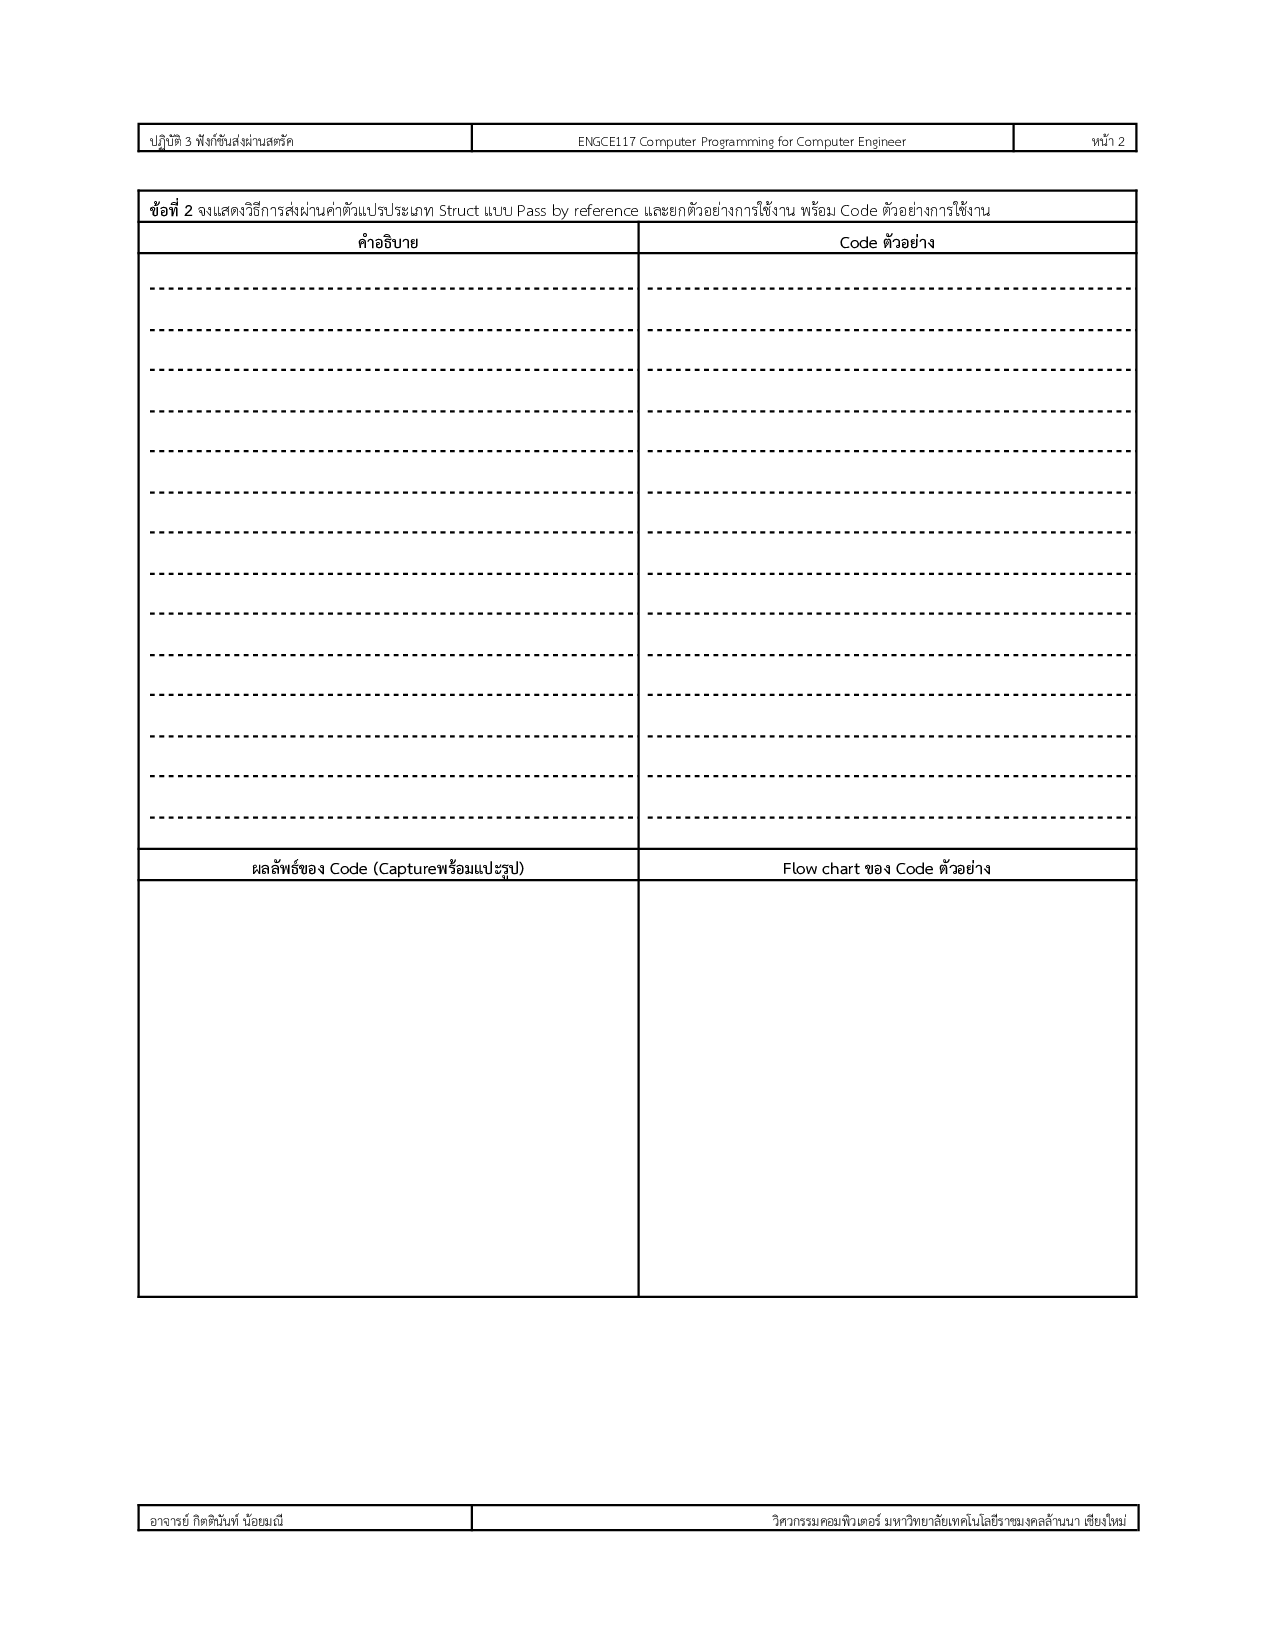 ปฏิบัติ 3 ฟังก์ชันส่งผ่านสตรัค
ENGCE117 Computer Programming for Computer Engineer
หน้า 2
ข้อที่ 2 จงแสดงวิธีการส่งผ่านค่าตัวแปรประเภท Struct แบบ Pass by reference และยกตัวอย่างการใช้งาน พร้อม Code ตัวอย่างการใช้งาน
คำอธิบาย
Code ตัวอย่าง
ผลลัพธ์ของ Code (Captureพร้อมแปะรูป)
Flow chart ของ Code ตัวอย่าง
อาจารย์ กิตตินันท์ น้อยมณี
วิศวกรรมคอมพิวเตอร์ มหาวิทยาลัยเทคโนโลยีราชมงคลล้านนา เชียงใหม่